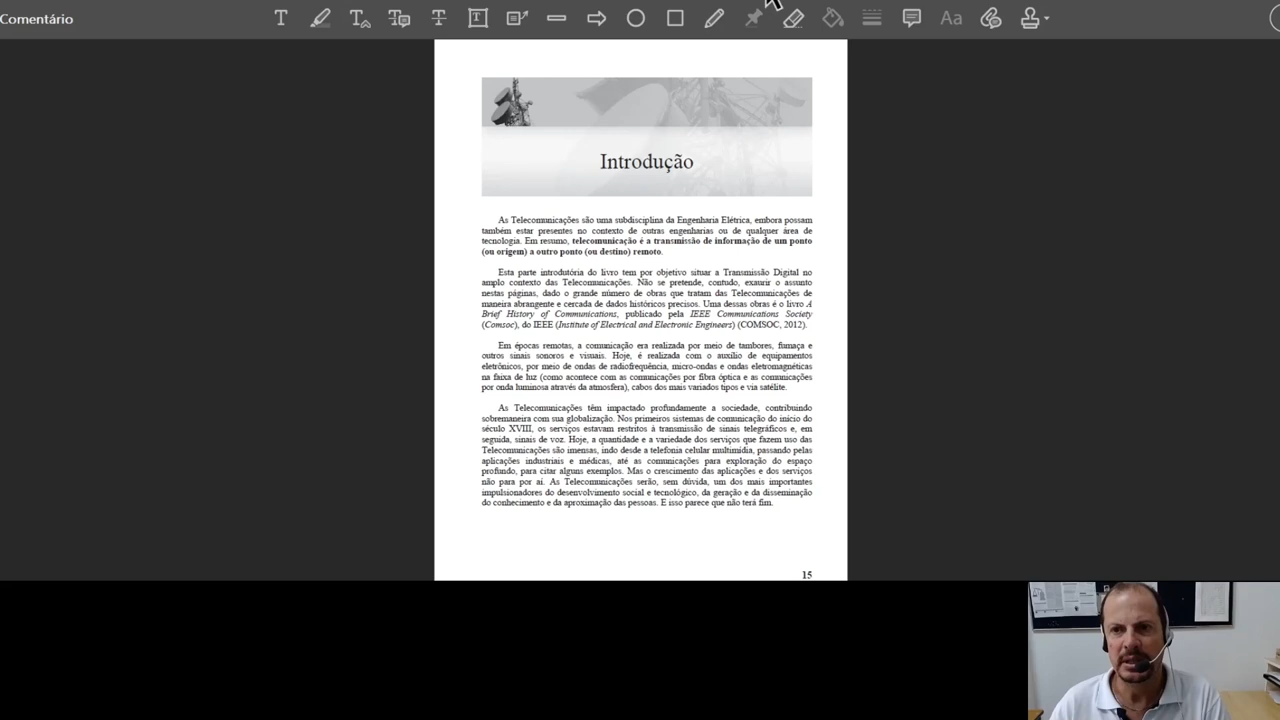 Comentário
T
T
T
T
T
Aa
Introdução
As Telecomunicações são uma subdisciplina da Engenharia Elétrica, embora possam
também estar presentes no contexto de outras engenharias ou de qualquer área de
tecnologia. Em resumo, telecomunicação é a transmissão de informação de um ponto
(ou origem) a outro ponto (ou destino) remoto.
Esta parte introdutória do livro tem por objetivo situar a Transmissão Digital no
amplo contexto das Telecomunicações. Não se pretende, contudo, exaurir o assunto
nestas páginas, dado o grande número de obras que tratam das Telecomunicações de
maneira abrangente e cercada de dados históricos precisos. Uma dessas obras é o livro A
Brief History of Communications, publicado pela IEEE Communications Society
(Comsoc), do IEEE (Institute of Electrical and Electronic Engineers) (COMSOC, 2012).
Em épocas remotas, a comunicação era realizada por meio de tambores, fumaça e
outros sinais sonoros e visuais. Hoje, é realizada com o auxílio de equipamentos
eletrônicos, por meio de ondas de radiofrequência, micro-ondas e ondas eletromagnéticas
na faixa de luz (como acontece com as comunicações por fibra óptica e as comunicações
por onda luminosa através da atmosfera), cabos dos mais variados tipos e via satélite.
As Telecomunicações têm impactado profundamente a sociedade, contribuindo
sobremaneira com sua globalização. Nos primeiros sistemas de comunicação do início do
século XVIII, os serviços estavam restritos à transmissão de sinais telegráficos e, em
seguida, sinais de voz. Hoje, a quantidade e a variedade dos serviços que fazem uso das
Telecomunicações são imensas, indo desde a telefonia celular multimídia, passando pelas
aplicações industriais e médicas, até as comunicações para exploração do espaço
profundo, para citar alguns exemplos. Mas o crescimento das aplicações e dos serviços
não para por aí. As Telecomunicações serão, sem dúvida, um dos mais importantes
impulsionadores do desenvolvimento social e tecnológico, da geração e da disseminação
do conhecimento e da aproximação das pessoas. E isso parece que não terá fim.
15